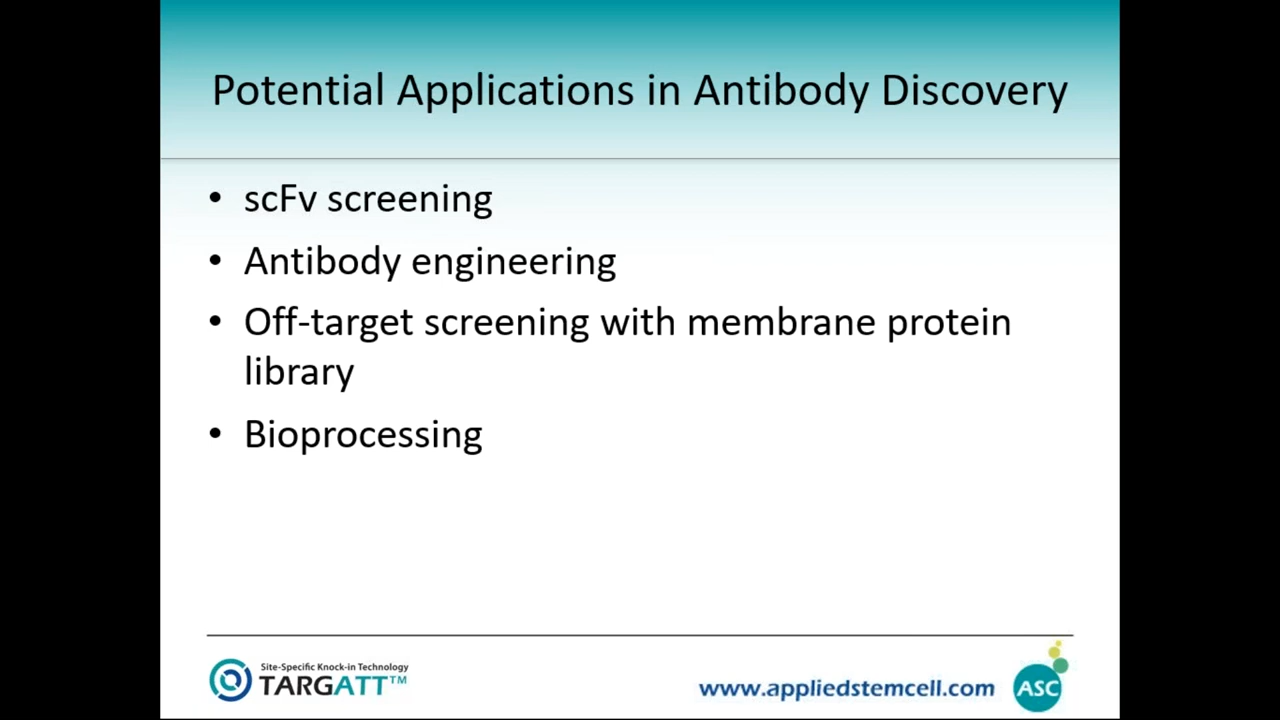 Potential Applications in Antibody Discovery
• scFv screening
• Antibody engineering
• Off-target screening with membrane protein
library
• Bioprocessing
Site-Specific Knock-in Technology
TARGATT™
www.appliedstemcell.com
ASC